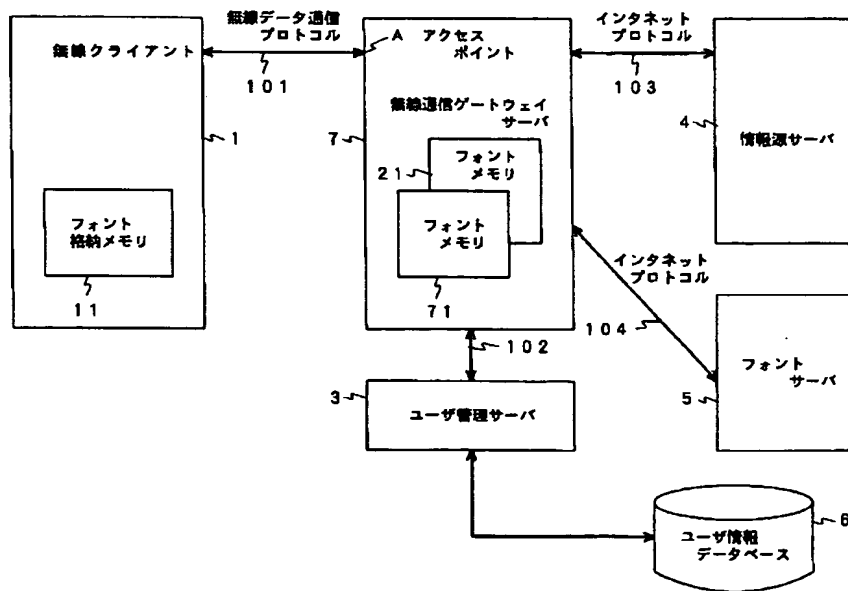 無線データ通信
プロトコル
101
無線クライアント
1
フォント
格納メモリ
11
A アクセス
ポイント
無線通信ゲートウェイ
サーバ
7
21
フォント
メモリ
フォント
メモリ
71
インタネット
プロトコル
103
4
情報源サーバ
インタネット
プロトコル
104
フォント
サーバ
5
102
3
ユーザ管理サーバ
ユーザ情報
データベース
6